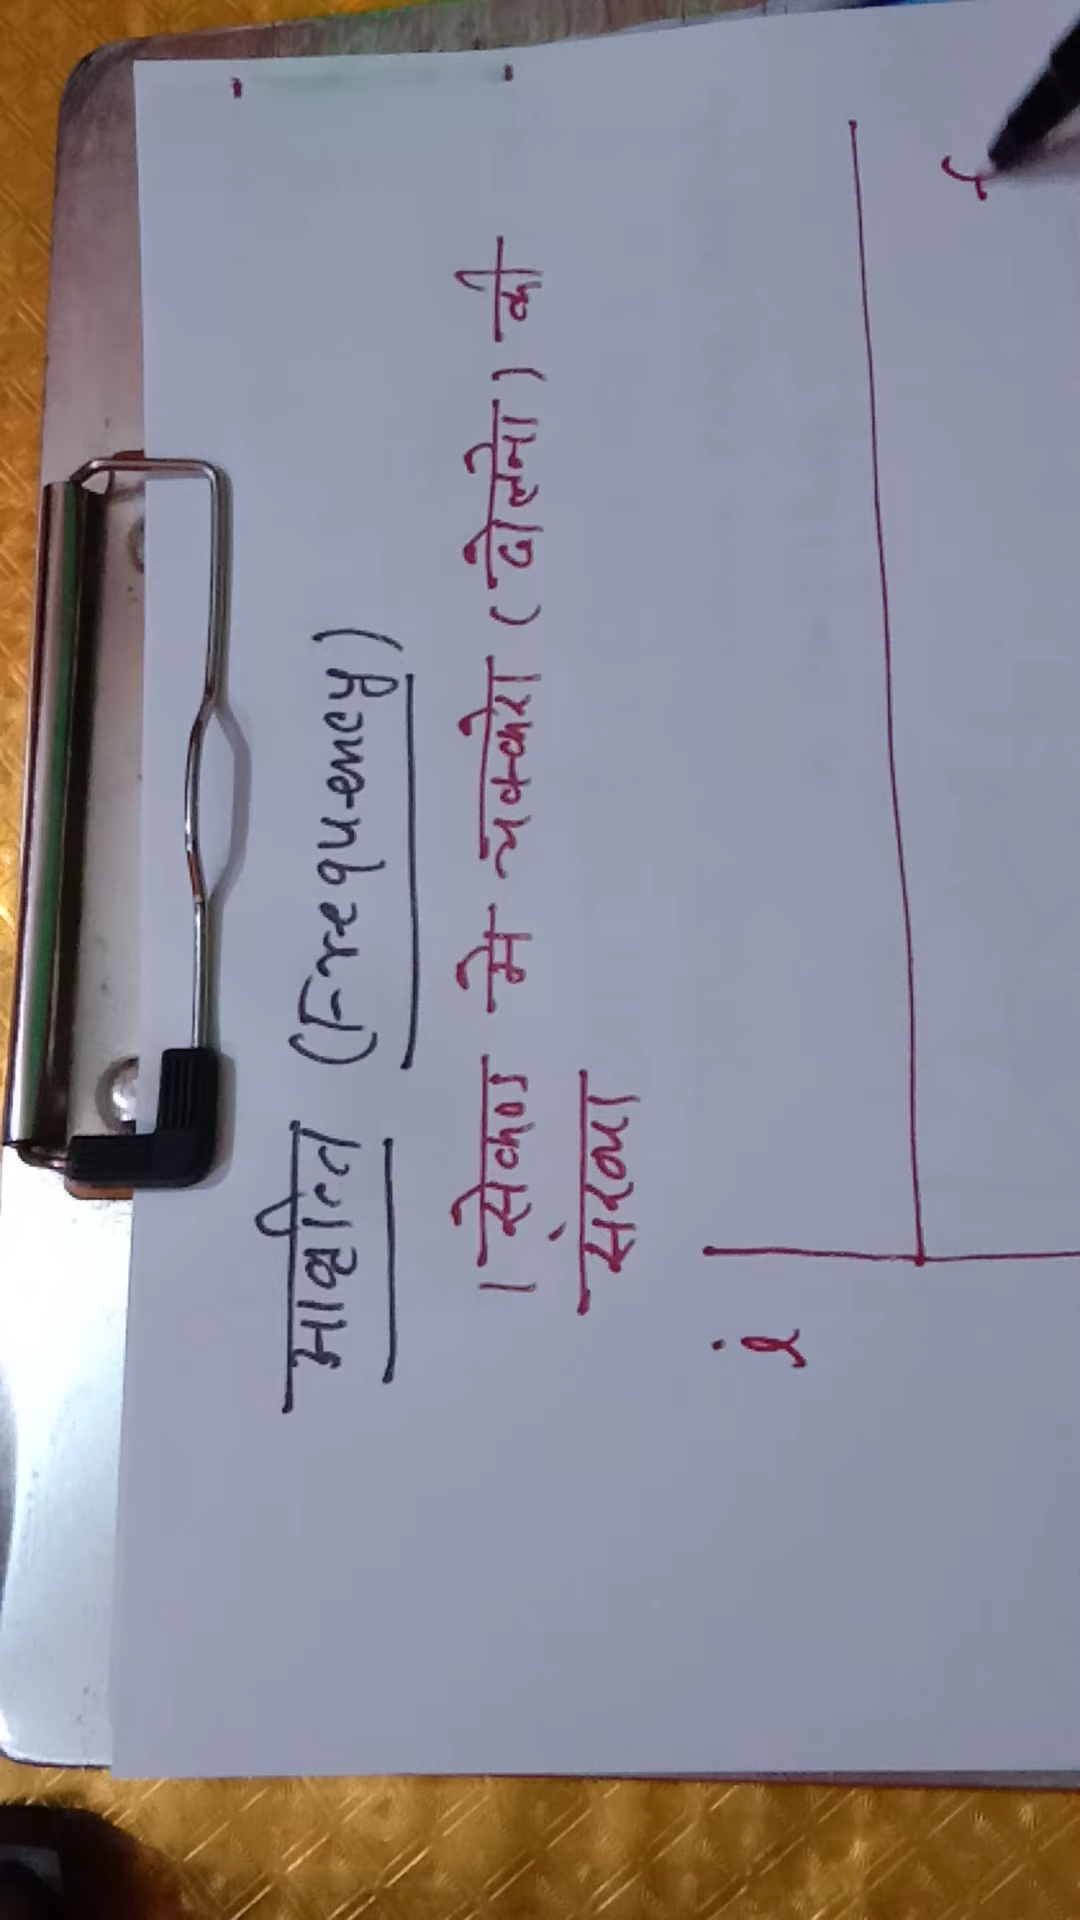 आवृत्ति (Frequency)
1 सेकण्ड मे चक्करो (दोलनो) की
संख्या
i